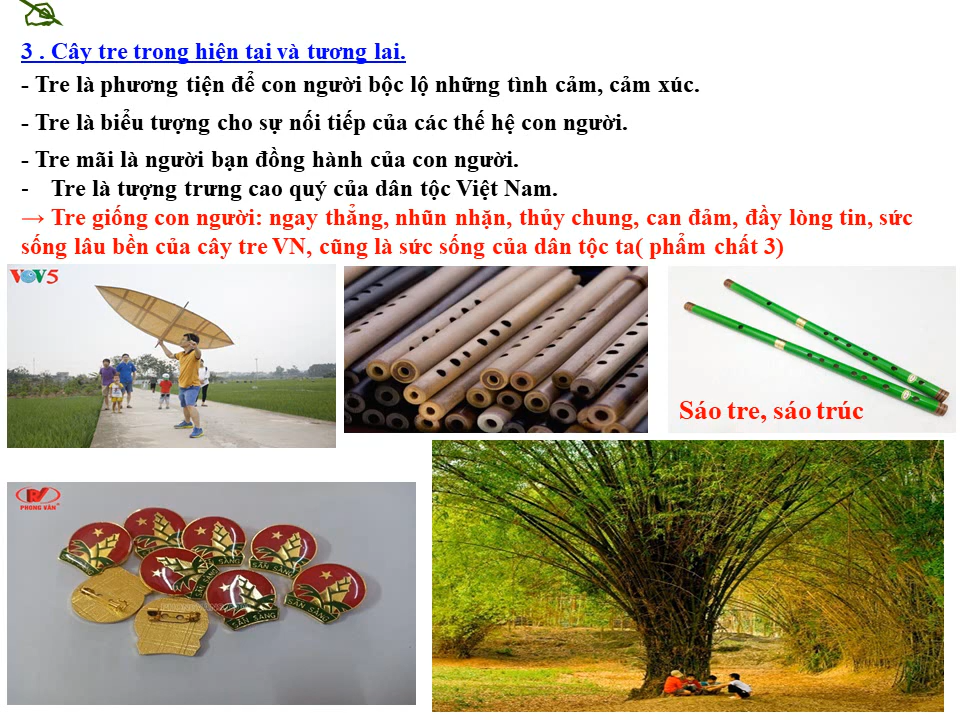 3 . Cây tre trong hiện tại và tương lai.
- Tre là phương tiện để con người bộc lộ những tình cảm, cảm xúc.
- Tre là biểu tượng cho sự nối tiếp của các thế hệ con người.
- Tre mãi là người bạn đồng hành của con người.
- Tre là tượng trưng cao quý của dân tộc Việt Nam.
→ Tre giống con người: ngay thẳng, nhũn nhặn, thủy chung, can đảm, đầy lòng tin, sức
sống lâu bền của cây tre VN, cũng là sức sống của dân tộc ta( phẩm chất 3)
VOV5
Sáo tre, sáo trúc
PHONG VÂN
SẴN SÀNG
SẴN SÀNG
SẴN SÀNG
SẴN SÀNG
SẴN SÀNG